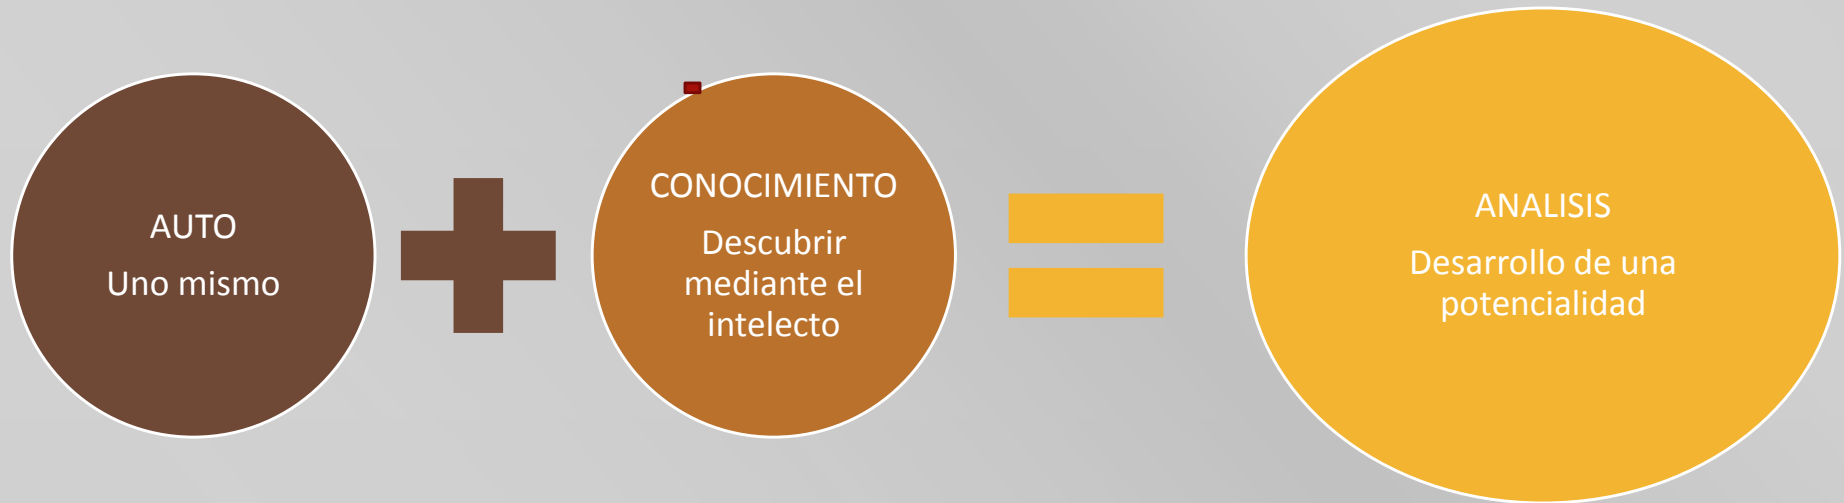 AUTO
Uno mismo
CONOCIMIENTO
Descubrir
mediante el
intelecto
ANALISIS
Desarrollo de una
potencialidad